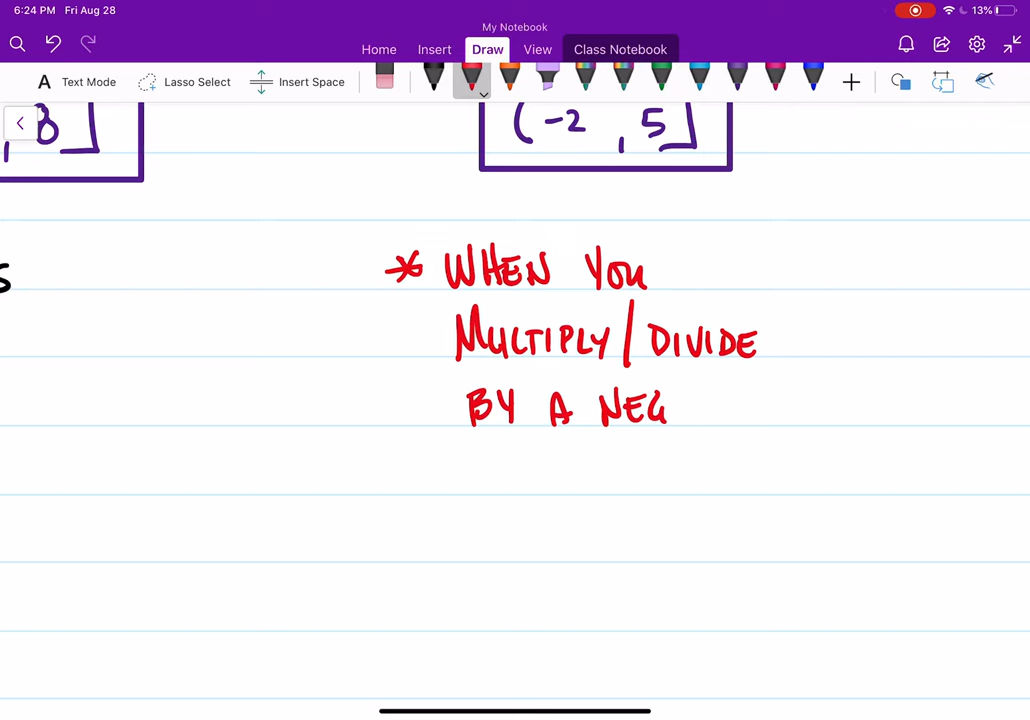 6:24 PM Fri Aug 28 13%
My Notebook
Home Insert Draw View Class Notebook
A Text Mode Lasso Select Insert Space
, 8] (-2 , 5]
s
* WHEN YOU
MULTIPLY/DIVIDE
BY A NEG